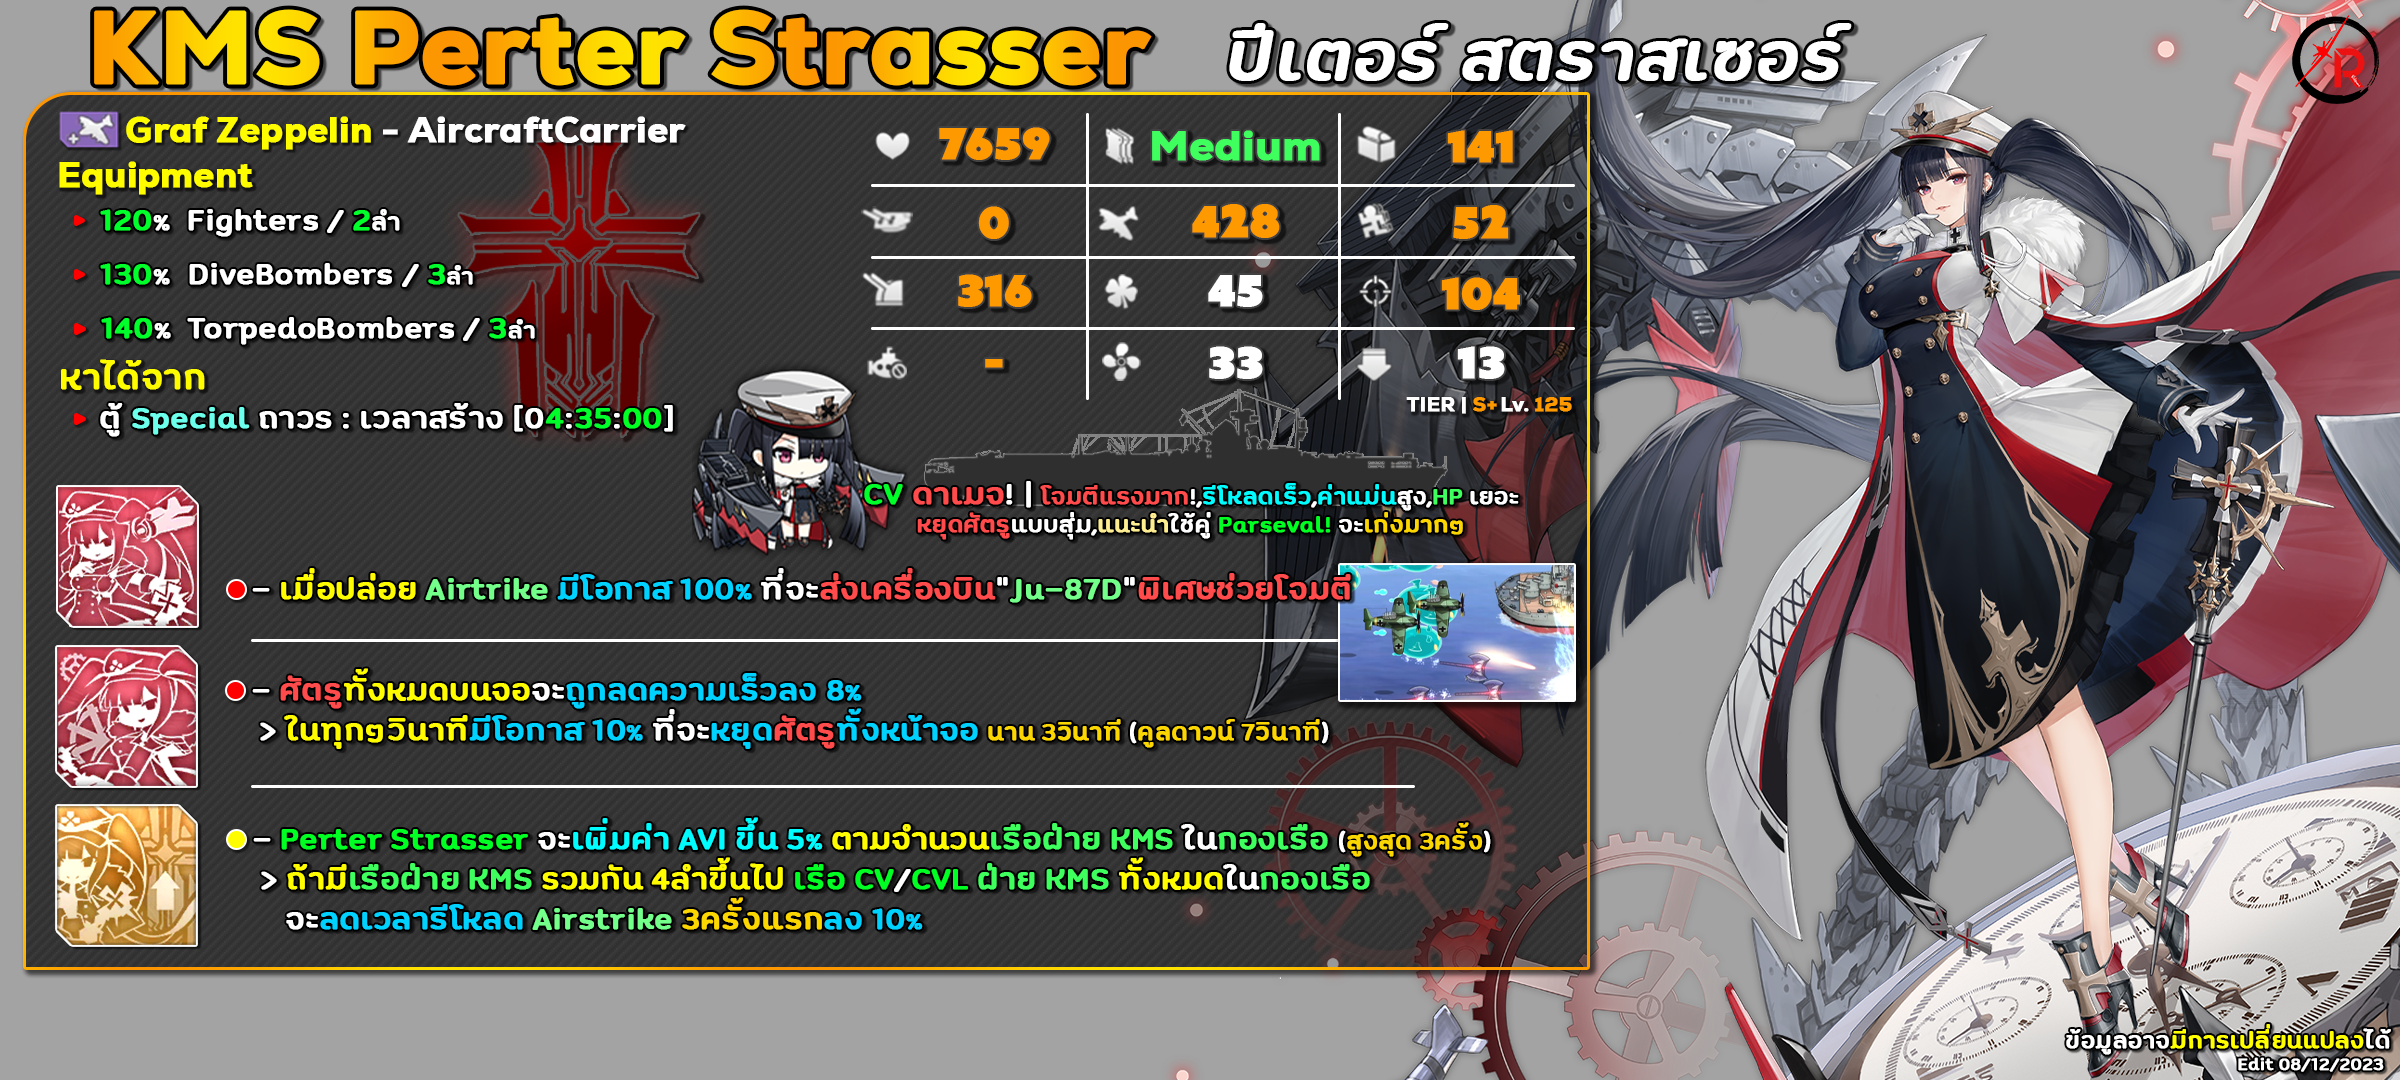 KMS Perter Strasser ปีเตอร์ สตราสเซอร์
Graf Zeppelin - AircraftCarrier
Equipment
120% Fighters / 2ลำ
130% DiveBombers / 3ลำ
140% TorpedoBombers / 3ลำ
หาได้จาก
ตู้ Special ถาวร : เวลาสร้าง [04:35:00]
7659 Medium 141
0 428 52
316 45 104
- 33 13
TIER | S+ Lv. 125
CV ดาเมจ! | โจมตีแรงมาก!,รีโหลดเร็ว,ค่าแม่นสูง,HP เยอะ
หยุดศัตรูแบบสุ่ม,แนะนำใช้คู่ Parseval! จะเก่งมากๆ
- เมื่อปล่อย Airtrike มีโอกาส 100% ที่จะส่งเครื่องบิน"Ju-87D"พิเศษช่วยโจมตี
- ศัตรูทั้งหมดบนจอจะถูกลดความเร็วลง 8%
> ในทุกๆวินาทีมีโอกาส 10% ที่จะหยุดศัตรูทั้งหน้าจอ นาน 3วินาที (คูลดาวน์ 7วินาที)
- Perter Strasser จะเพิ่มค่า AVI ขึ้น 5% ตามจำนวนเรือฝ่าย KMS ในกองเรือ (สูงสุด 3ครั้ง)
> ถ้ามีเรือฝ่าย KMS รวมกัน 4ลำขึ้นไป เรือ CV/CVL ฝ่าย KMS ทั้งหมดในกองเรือ
จะลดเวลารีโหลด Airstrike 3ครั้งแรกลง 10%
R
ข้อมูลอาจมีการเปลี่ยนแปลงได้
Edit 08/12/2023